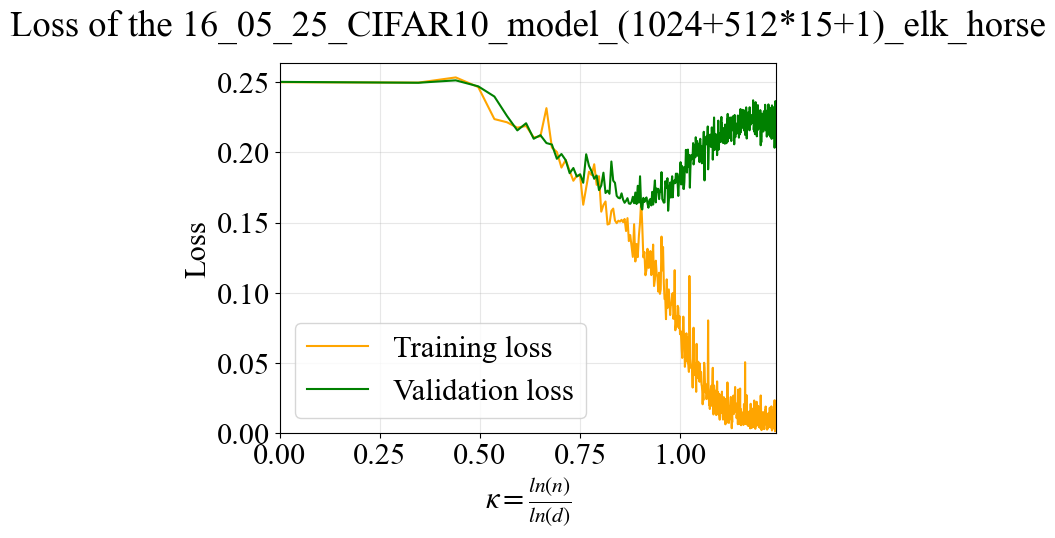 Loss of the 16_05_25_CIFAR10_model_(1024+512*15+1)_elk_horse
0.25
0.20
0.15
0.10
0.05
0.00
Loss
Training loss
Validation loss
0.00 0.25 0.50 0.75 1.00
κ = ln(n)/ln(d)